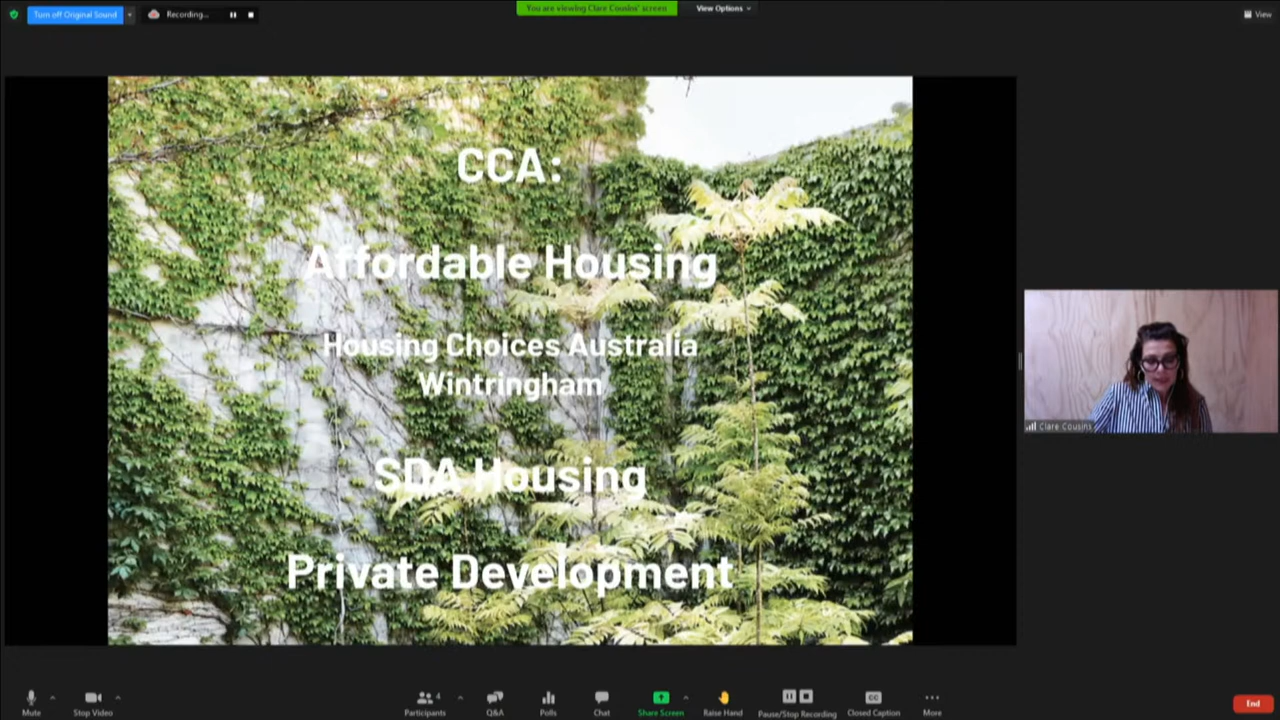 Turn off Original Sound
Recording...
You are viewing Clare Cousins' screen
View Options
View
CCA:
Affordable Housing
Housing Choices Australia
Wintringham
SDA Housing
Private Development
Clare Cousins
Mute
Stop Video
Participants
4
Q&A
Polls
Chat
Share Screen
Raise Hand
Pause/Stop Recording
CC
Closed Caption
More
End